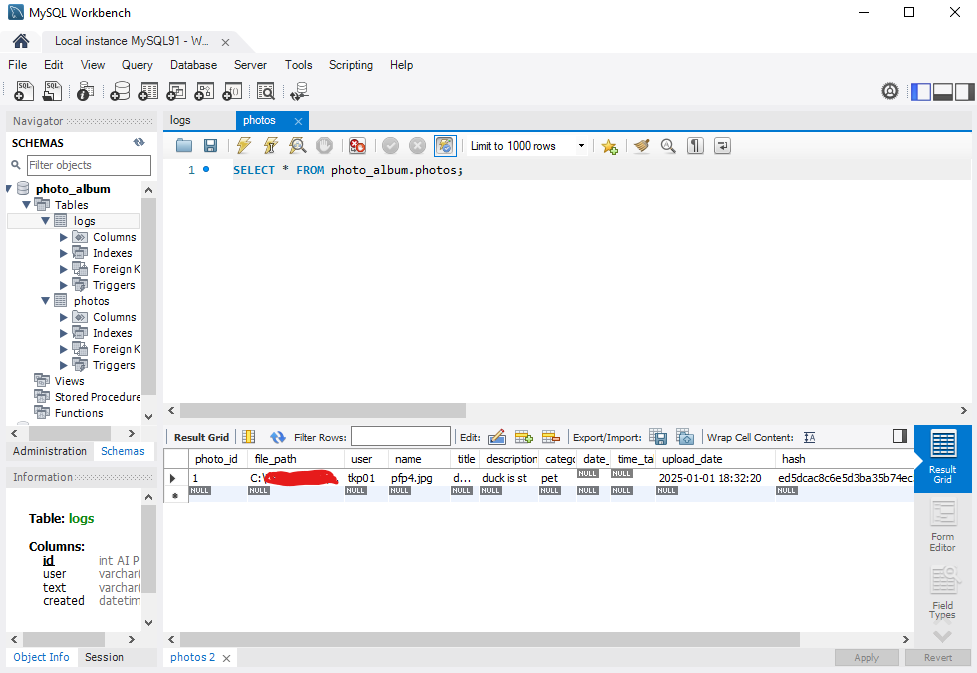 MySQL Workbench
Local instance MySQL91 - W...
File Edit View Query Database Server Tools Scripting Help
Navigator
SCHEMAS
Filter objects
photo_album
Tables
logs
Columns
Indexes
Foreign K
Triggers
photos
Columns
Indexes
Foreign K
Triggers
Views
Stored Procedure
Functions
Administration Schemas
Information
Table: logs
Columns:
id int AI P
user varchar(
text varchar(
created datetim
Object Info Session
logs photos
Limit to 1000 rows
1 SELECT * FROM photo_album.photos;
Result Grid Filter Rows: Edit: Export/Import: Wrap Cell Content:
photo_id file_path user name title description catego date_ time_ta upload_date hash
1 C:\ tkp01 pfp4.jpg d... duck is st pet NULL NULL 2025-01-01 18:32:20 ed5dcac8c6e5d3ba35b74ec
NULL NULL NULL NULL NULL NULL NULL NULL NULL NULL NULL
Result
Grid
Form
Editor
Field
Types
photos 2
Apply Revert